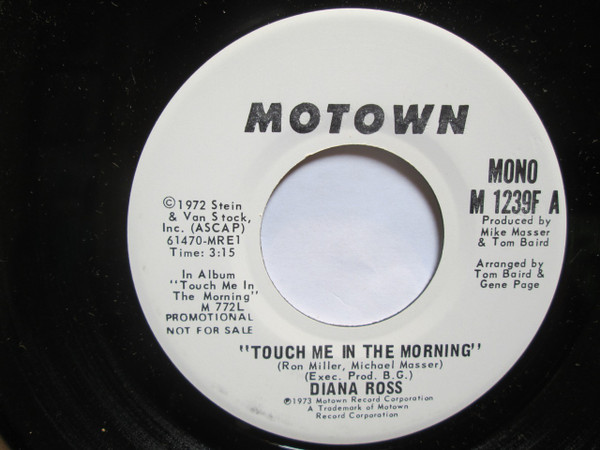 MOTOWN
MONO
M 1239F A
Produced by
Mike Masser
& Tom Baird
Arranged by
Tom Baird &
Gene Page
©1972 Stein
& Van Stock,
Inc. (ASCAP)
61470-MRE1
Time: 3:15
In Album
"Touch Me In
The Morning"
M 772L
PROMOTIONAL
NOT FOR SALE
"TOUCH ME IN THE MORNING"
(Ron Miller, Michael Masser)
(Exec. Prod. B.G.)
DIANA ROSS
℗1973 Motown Record Corporation
A Trademark of Motown
Record Corporation